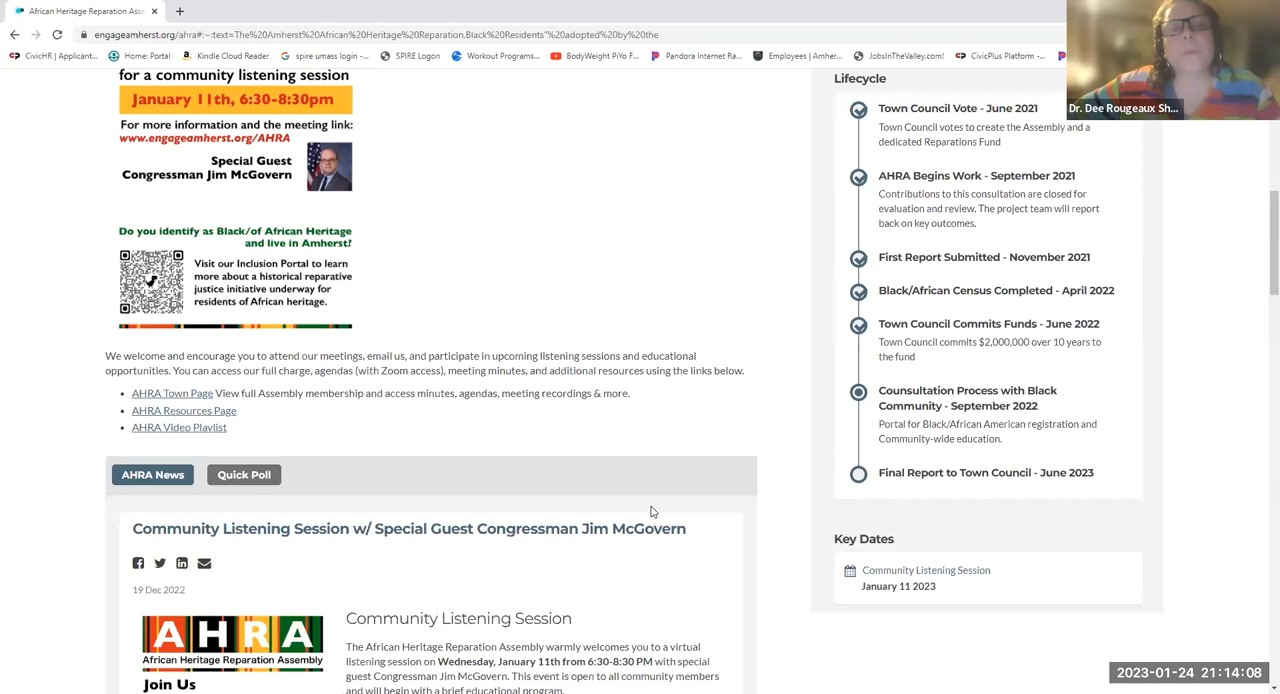 African Heritage Reparation Asse
engageamherst.org/ahra#:~:text=The%20Amherst%20African%20Heritage%20Reparation,Black%20Residents"%20adopted%20by%20the
CivicHR | Applicant... Home Portal Kindle Cloud Reader spire umass login -... SPIRE Logon Workout Programs... BodyWeight PiYo F... Pandora Internet Ra... Employees | Amher... JobsInTheValley.com! CivicPlus Platform -...
Dr. Dee Rougeaux Sh...
for a community listening session
January 11th, 6:30-8:30pm
For more information and the meeting link:
www.engageamherst.org/AHRA
Special Guest
Congressman Jim McGovern
Do you identify as Black/of African Heritage
and live in Amherst?
Visit our Inclusion Portal to learn
more about a historical reparative
justice initiative underway for
residents of African heritage.
We welcome and encourage you to attend our meetings, email us, and participate in upcoming listening sessions and educational
opportunities. You can access our full charge, agendas (with Zoom access), meeting minutes, and additional resources using the links below.
AHRA Town Page View full Assembly membership and access minutes, agendas, meeting recordings & more.
AHRA Resources Page
AHRA Video Playlist
AHRA News Quick Poll
Community Listening Session w/ Special Guest Congressman Jim McGovern
19 Dec 2022
AHRA
African Heritage Reparation Assembly
Join Us
Community Listening Session
The African Heritage Reparation Assembly warmly welcomes you to a virtual
listening session on Wednesday, January 11th from 6:30-8:30 PM with special
guest Congressman Jim McGovern. This event is open to all community members
and will begin with a brief educational program.
Lifecycle
Town Council Vote - June 2021
Town Council votes to create the Assembly and a
dedicated Reparations Fund
AHRA Begins Work - September 2021
Contributions to this consultation are closed for
evaluation and review. The project team will report
back on key outcomes.
First Report Submitted - November 2021
Black/African Census Completed - April 2022
Town Council Commits Funds - June 2022
Town Council commits $2,000,000 over 10 years to
the fund
Counsultation Process with Black
Community - September 2022
Portal for Black/African American registration and
Community-wide education.
Final Report to Town Council - June 2023
Key Dates
Community Listening Session
January 11 2023
2023-01-24 21:14:08